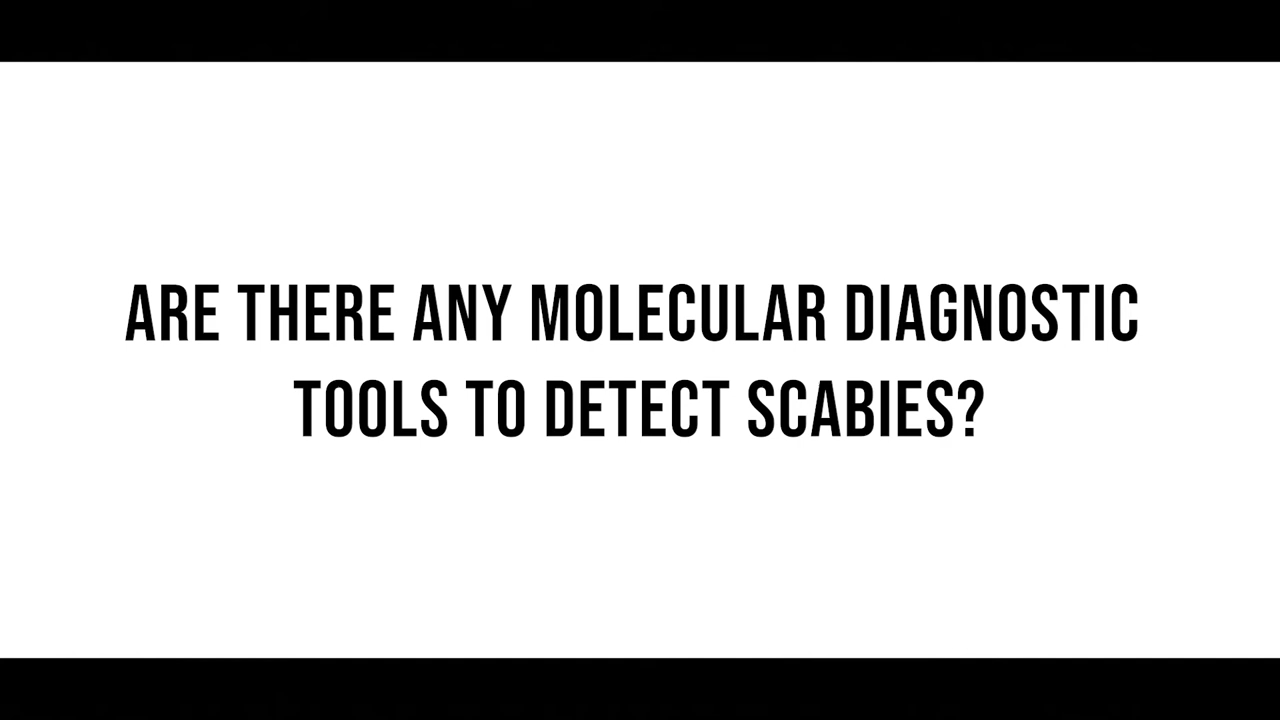 ARE THERE ANY MOLECULAR DIAGNOSTIC
TOOLS TO DETECT SCABIES?